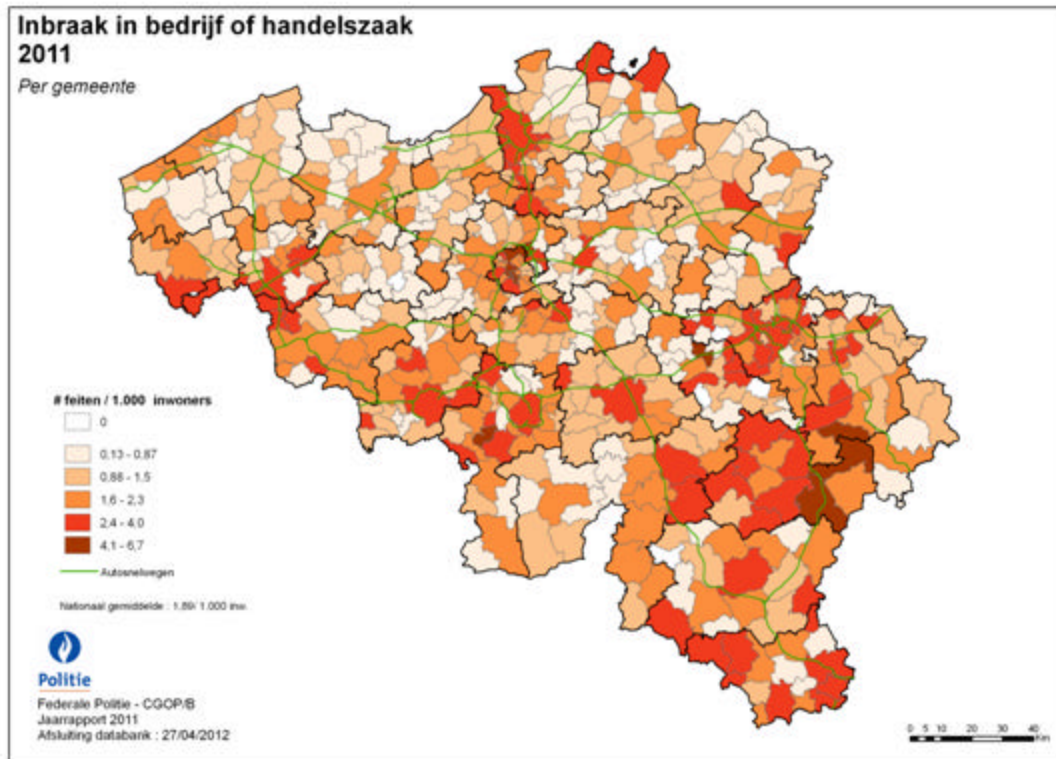 Inbraak in bedrijf of handelszaak
2011
Per gemeente
# feiten / 1.000 inwoners
0
0,13 - 0,87
0,88 - 1,5
1,6 - 2,3
2,4 - 4,0
4,1 - 6,7
Autosnelwegen
Nationaal gemiddelde : 1,89/ 1.000 inw.
Politie
Federale Politie - CGOP/B
Jaarrapport 2011
Afsluiting databank : 27/04/2012
0 5 10 20 30 40
Km